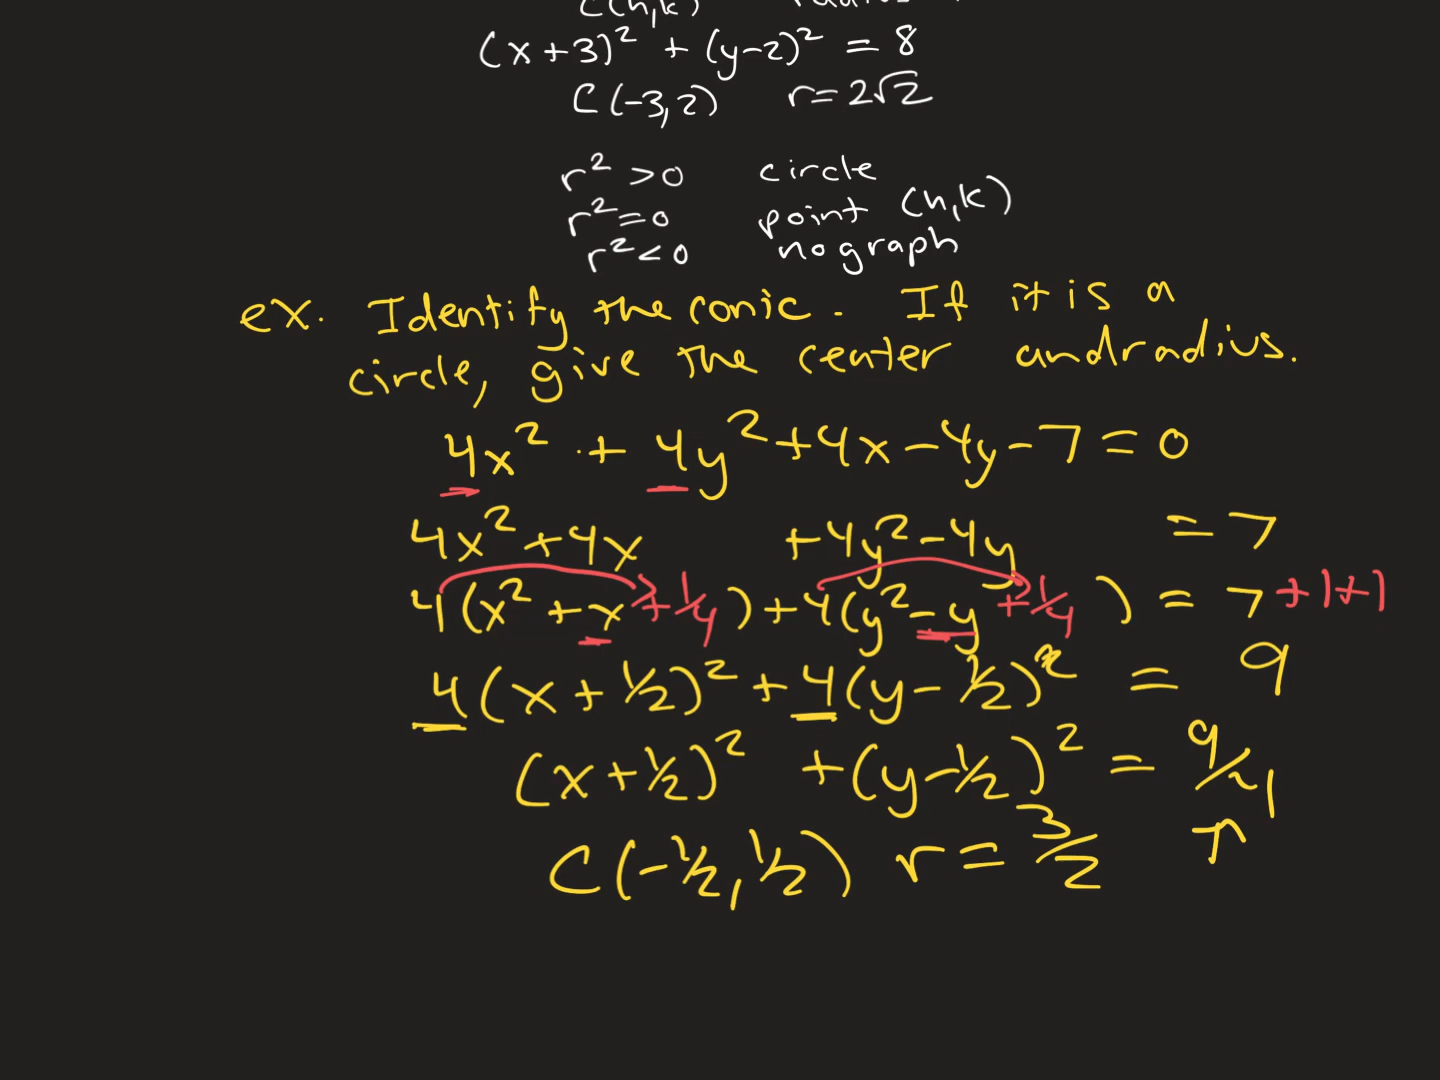 C(h,k) radius
(x+3)² + (y-2)² = 8
C(-3,2) r=2√2
r² >0 circle
r²=0 point (h,k)
r²<0 no graph
ex. Identify the conic. If it is a
circle, give the center and radius.
4x² + 4y² +4x -4y -7 = 0
4x² +4x +4y² -4y = 7
4(x² + x +1/4) +4(y² - y +1/4) = 7 +1+1
4(x + 1/2)² + 4(y - 1/2)² = 9
(x+1/2)² +(y-1/2)² = 9/4
C(-1/2, 1/2) r = 3/2 ↑